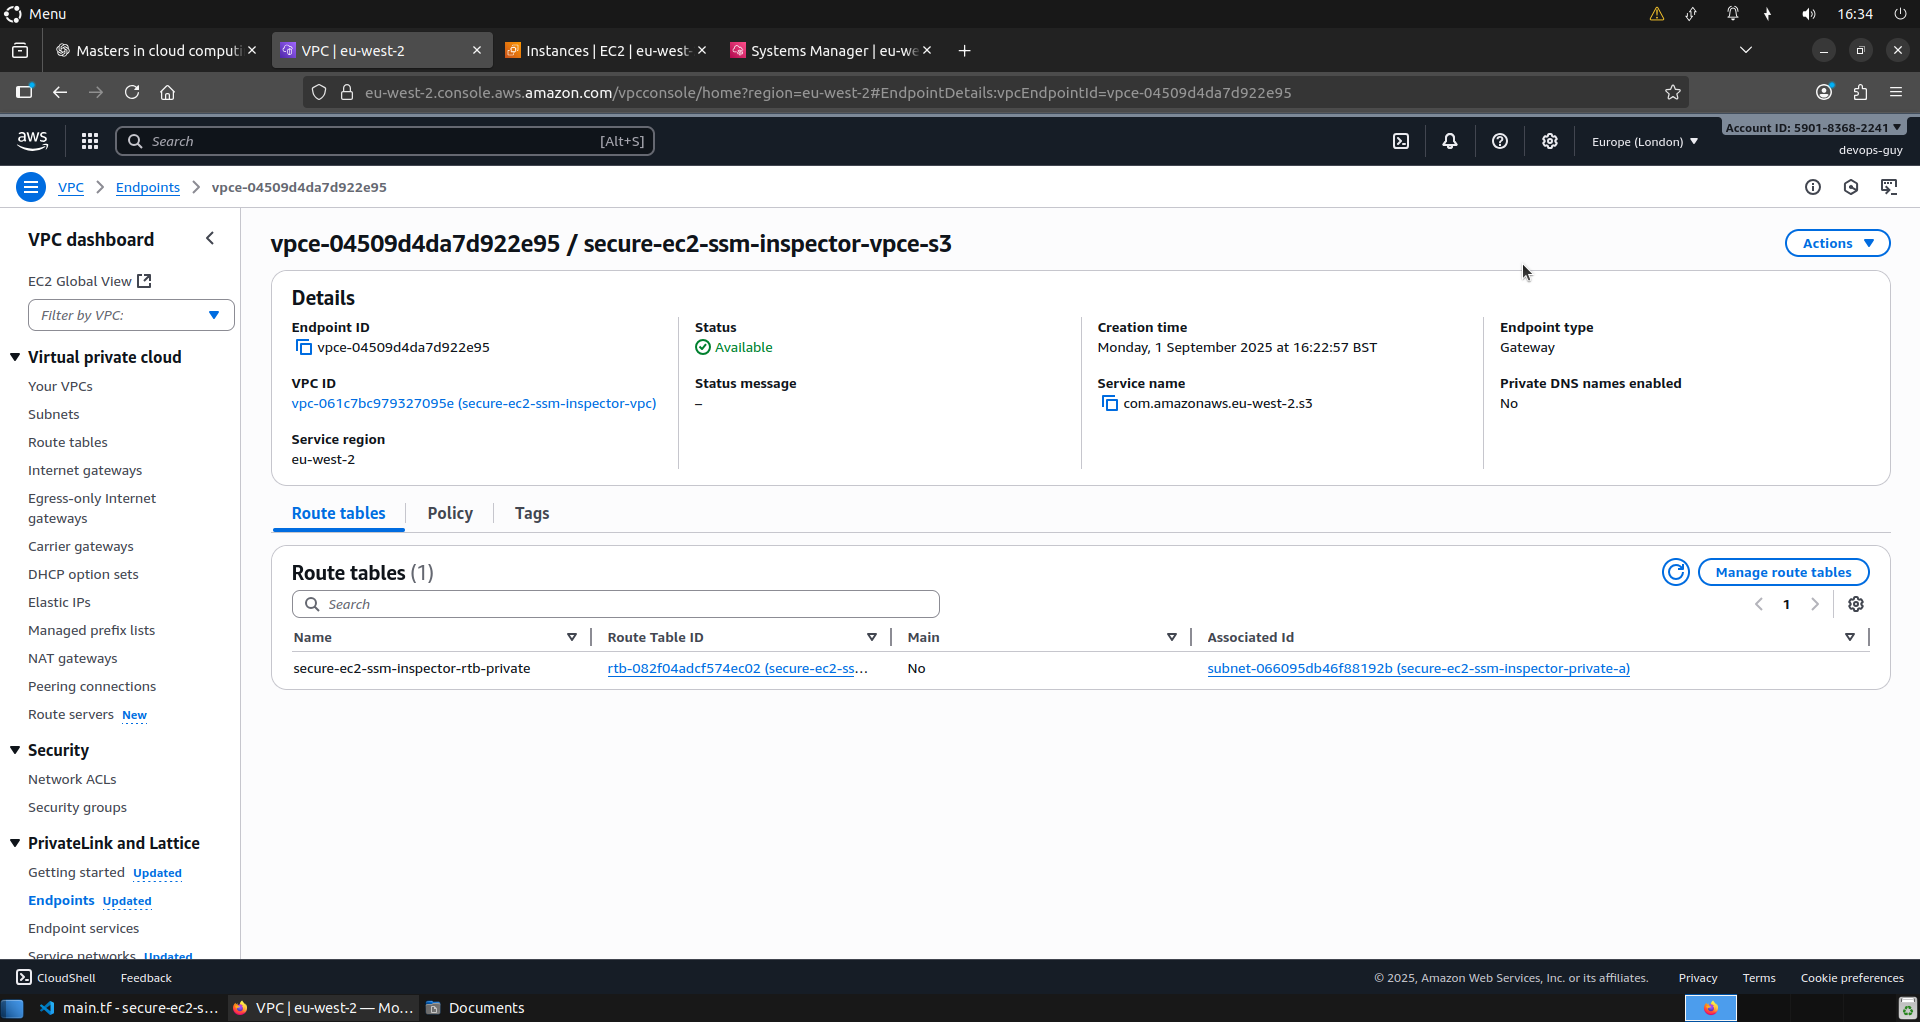 Menu
16:34
Masters in cloud computi
VPC | eu-west-2
Instances | EC2 | eu-west-
Systems Manager | eu-we
eu-west-2.console.aws.amazon.com/vpcconsole/home?region=eu-west-2#EndpointDetails:vpcEndpointId=vpce-04509d4da7d922e95
aws
Search
[Alt+S]
Europe (London)
Account ID: 5901-8368-2241
devops-guy
VPC
Endpoints
vpce-04509d4da7d922e95
VPC dashboard
EC2 Global View
Filter by VPC:
Virtual private cloud
Your VPCs
Subnets
Route tables
Internet gateways
Egress-only Internet
gateways
Carrier gateways
DHCP option sets
Elastic IPs
Managed prefix lists
NAT gateways
Peering connections
Route servers New
Security
Network ACLs
Security groups
PrivateLink and Lattice
Getting started Updated
Endpoints Updated
Endpoint services
Service networks Updated
vpce-04509d4da7d922e95 / secure-ec2-ssm-inspector-vpce-s3
Actions
Details
Endpoint ID
vpce-04509d4da7d922e95
Status
Available
Creation time
Monday, 1 September 2025 at 16:22:57 BST
Endpoint type
Gateway
VPC ID
vpc-061c7bc979327095e (secure-ec2-ssm-inspector-vpc)
Status message
–
Service name
com.amazonaws.eu-west-2.s3
Private DNS names enabled
No
Service region
eu-west-2
Route tables
Policy
Tags
Route tables (1)
Manage route tables
Search
1
Name
Route Table ID
Main
Associated Id
secure-ec2-ssm-inspector-rtb-private
rtb-082f04adcf574ec02 (secure-ec2-ss…
No
subnet-066095db46f88192b (secure-ec2-ssm-inspector-private-a)
CloudShell
Feedback
© 2025, Amazon Web Services, Inc. or its affiliates.
Privacy
Terms
Cookie preferences
main.tf - secure-ec2-s…
VPC | eu-west-2 — Mo…
Documents